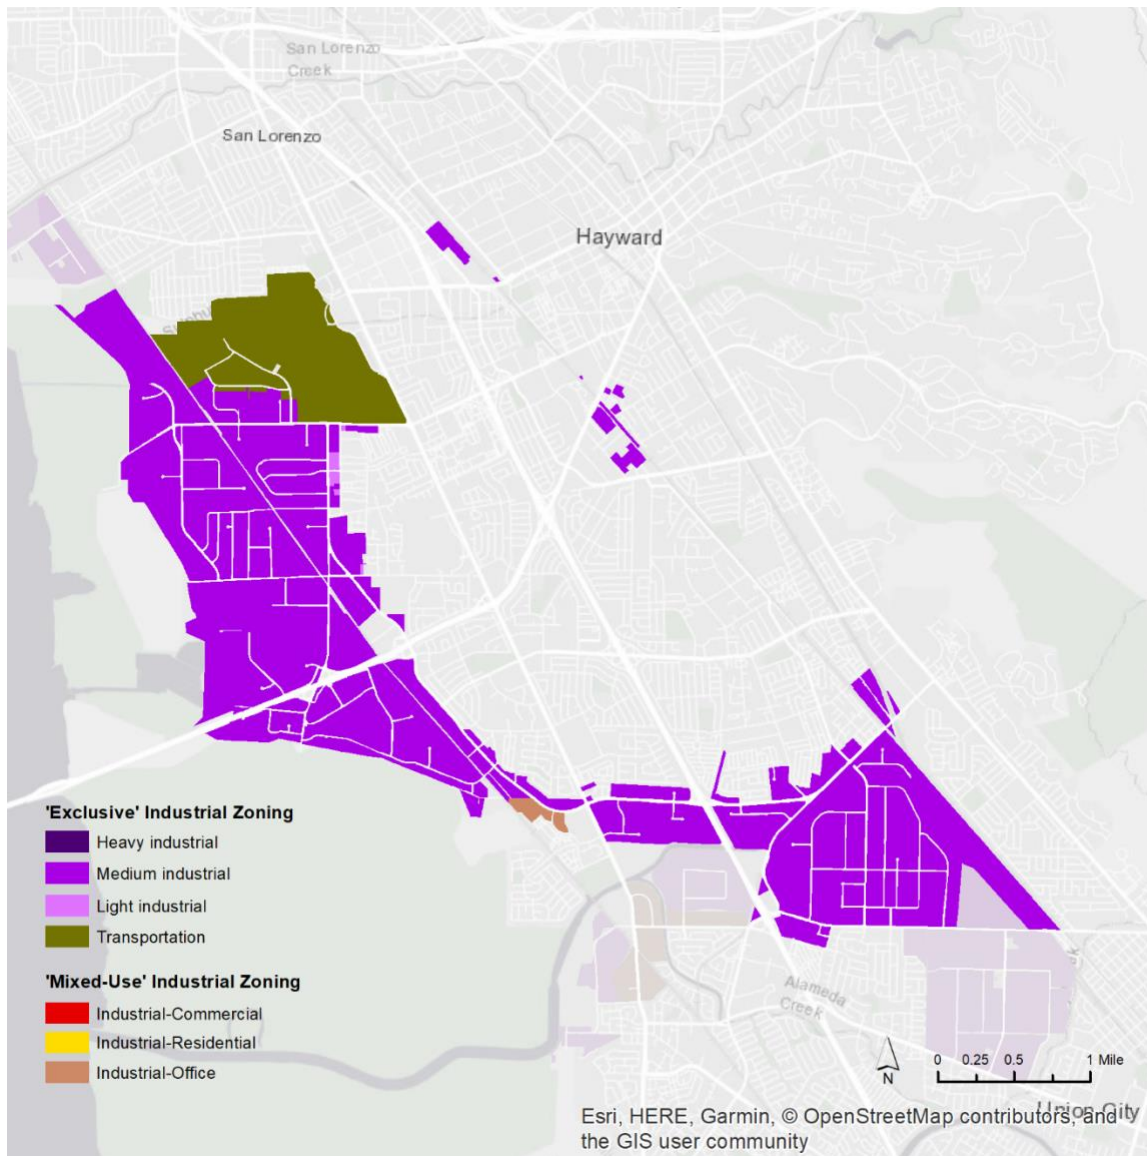 San Lorenzo
Creek
San Lorenzo
Hayward
'Exclusive' Industrial Zoning
Heavy industrial
Medium industrial
Light industrial
Transportation
'Mixed-Use' Industrial Zoning
Industrial-Commercial
Industrial-Residential
Industrial-Office
Alameda
Creek
N
0 0.25 0.5 1 Mile
Union City
Esri, HERE, Garmin, © OpenStreetMap contributors, and
the GIS user community